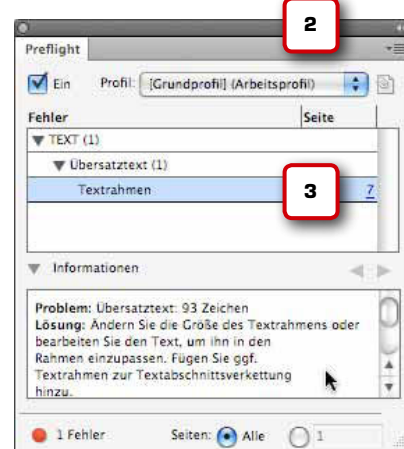 2
Preflight
Ein Profil: [Grundprofil] (Arbeitsprofil)
Fehler Seite
TEXT (1)
Übersatztext (1)
Textrahmen 3 7
Informationen
Problem: Übersatztext: 93 Zeichen
Lösung: Ändern Sie die Größe des Textrahmens oder
bearbeiten Sie den Text, um ihn in den
Rahmen einzupassen. Fügen Sie ggf.
Textrahmen zur Textabschnittsverkettung
hinzu.
1 Fehler Seiten: Alle 1